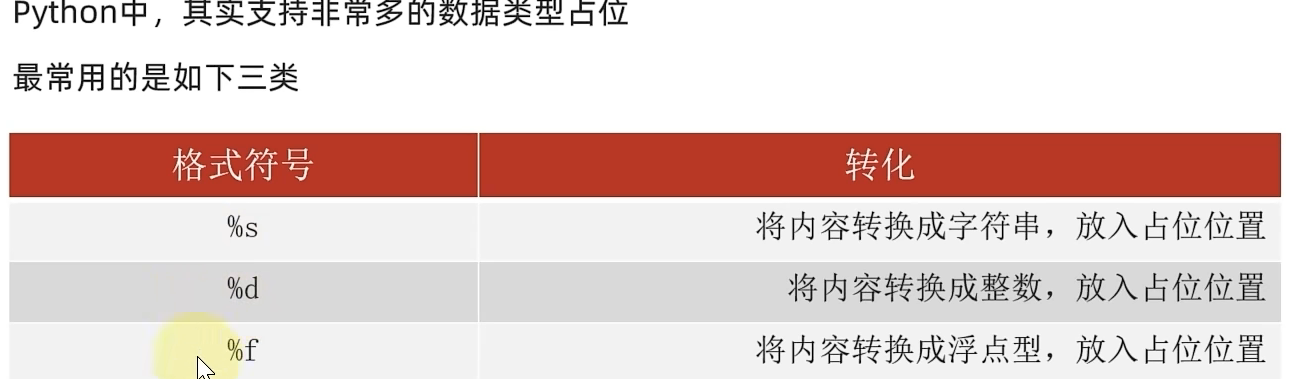 Python中，其实支持非常多的数据类型占位
最常用的是如下三类
格式符号 转化
%s 将内容转换成字符串，放入占位位置
%d 将内容转换成整数，放入占位位置
%f 将内容转换成浮点型，放入占位位置